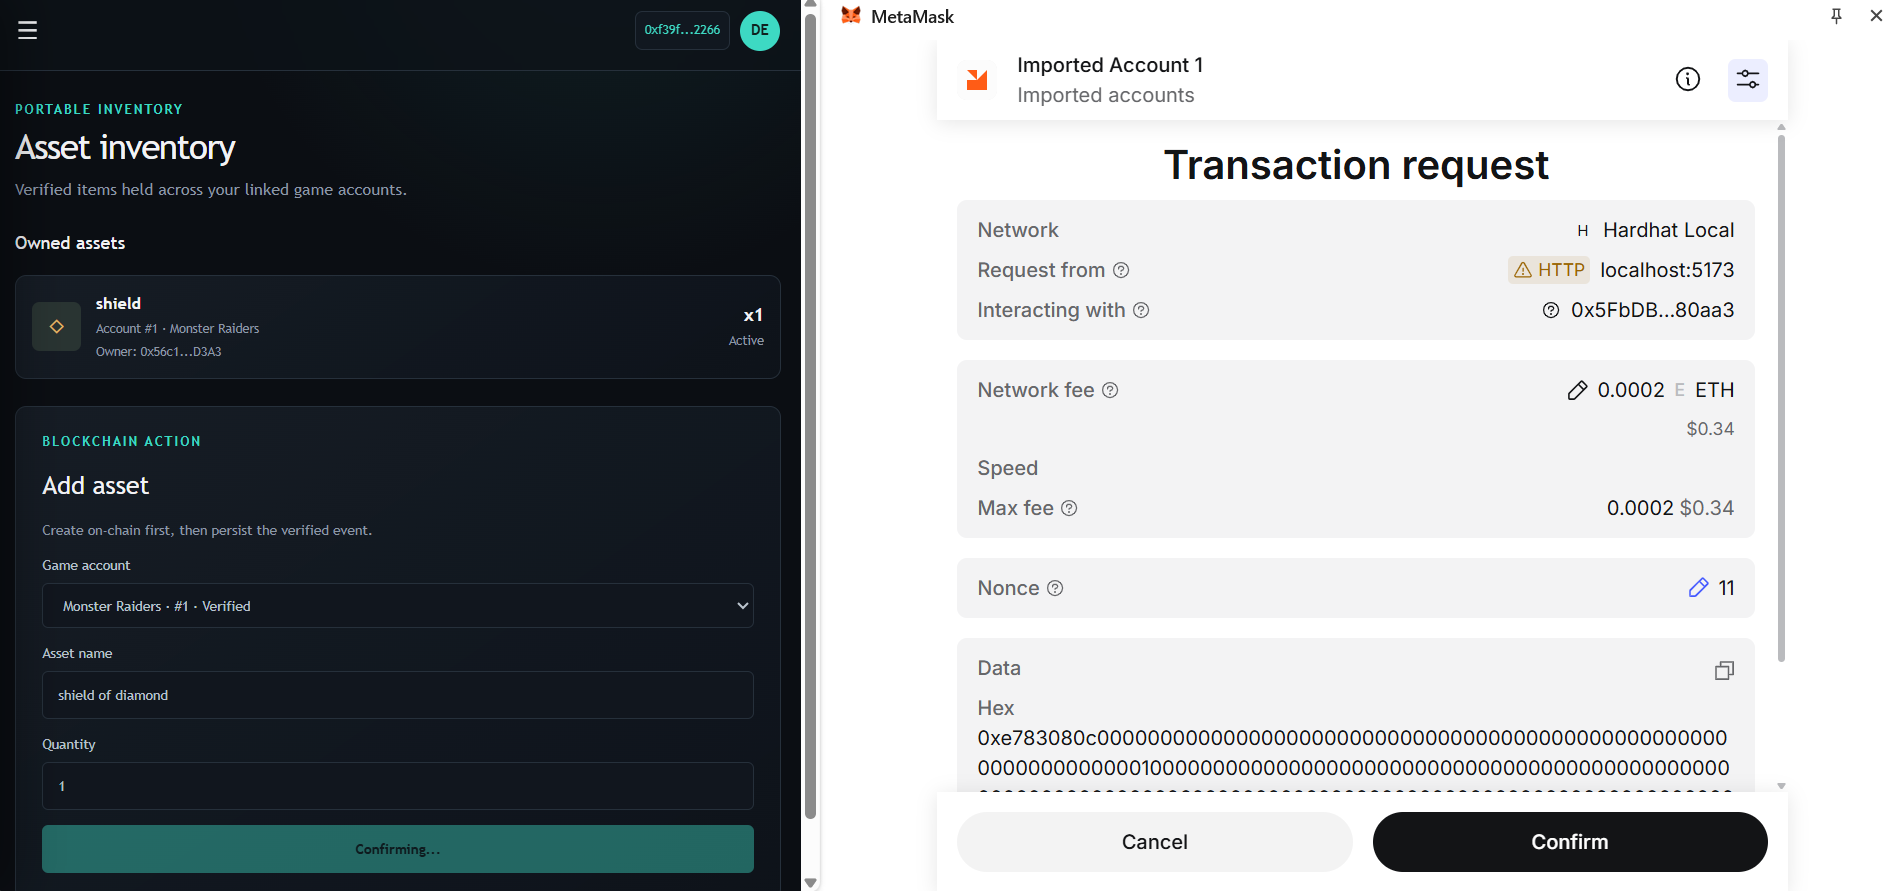 0xf39f...2266
DE
PORTABLE INVENTORY
Asset inventory
Verified items held across your linked game accounts.
Owned assets
shield
Account #1 · Monster Raiders
Owner: 0x56c1...D3A3
x1
Active
BLOCKCHAIN ACTION
Add asset
Create on-chain first, then persist the verified event.
Game account
Monster Raiders · #1 · Verified
Asset name
shield of diamond
Quantity
1
Confirming...
MetaMask
Imported Account 1
Imported accounts
Transaction request
Network H Hardhat Local
Request from HTTP localhost:5173
Interacting with 0x5FbDB...80aa3
Network fee 0.0002 E ETH
$0.34
Speed
Max fee 0.0002 $0.34
Nonce 11
Data
Hex
Cancel
Confirm